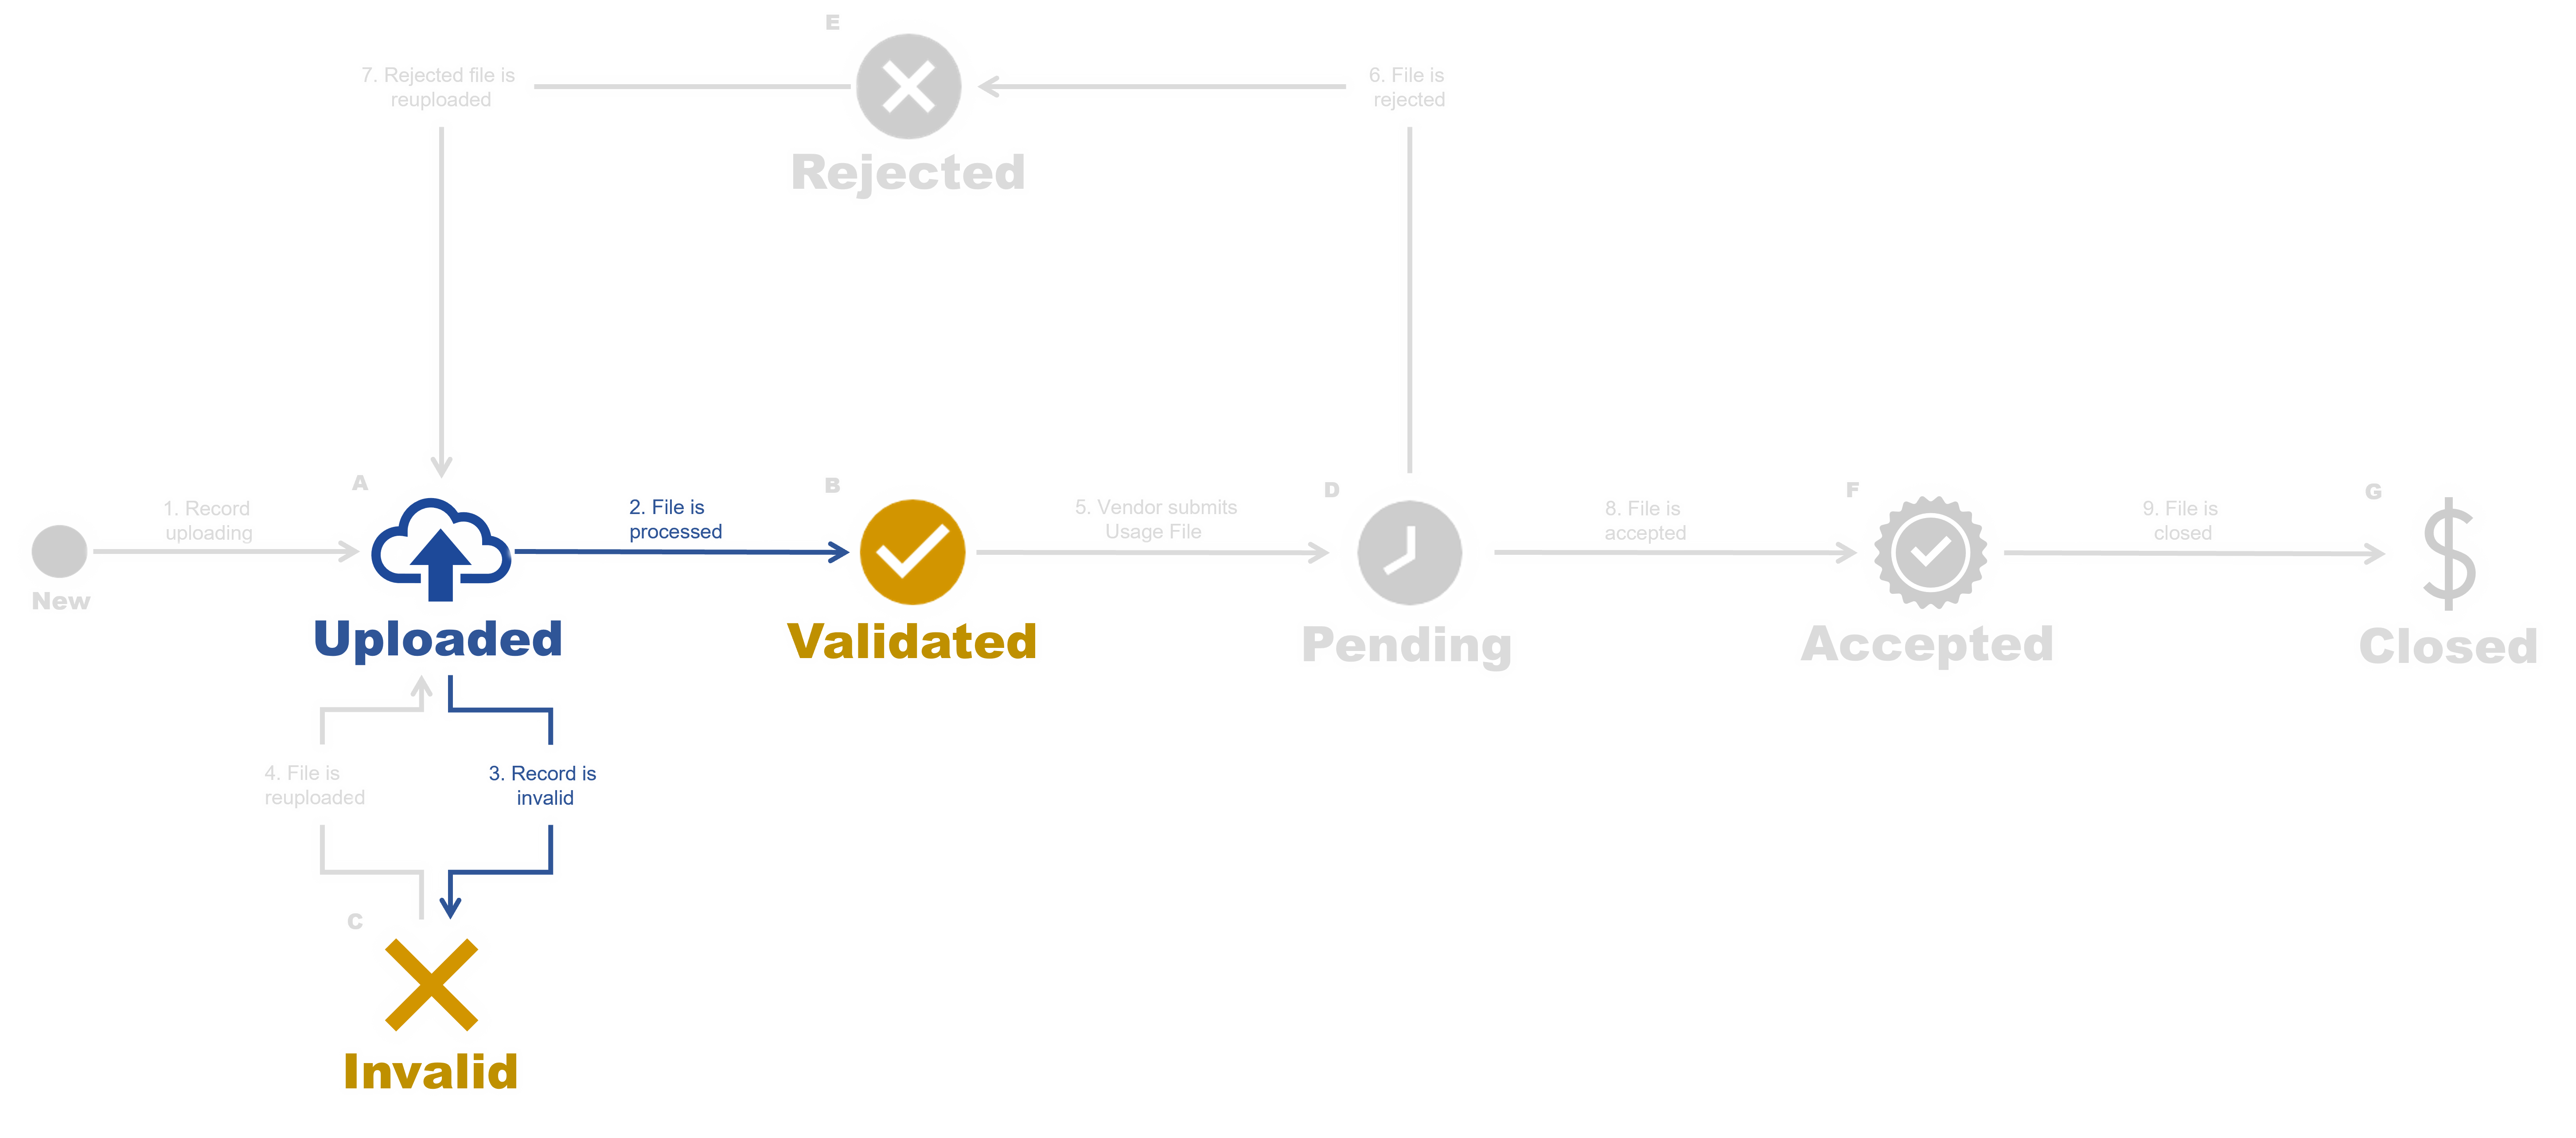 E
7. Rejected file is
reuploaded
6. File is
rejected
Rejected
A
1. Record
uploading
2. File is
processed
B
5. Vendor submits
Usage File
D
8. File is
accepted
F
9. File is
closed
G
New
Uploaded
Validated
Pending
Accepted
Closed
4. File is
reuploaded
3. Record is
invalid
C
Invalid